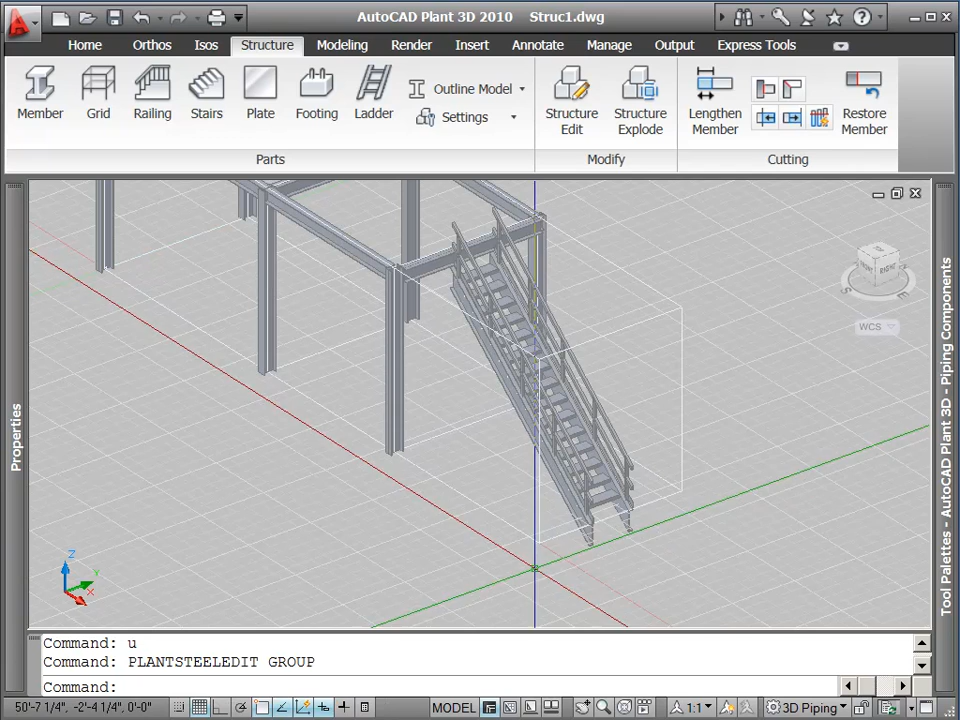 AutoCAD Plant 3D 2010 Struc1.dwg
Home Orthos Isos Structure Modeling Render Insert Annotate Manage Output Express Tools
Member Grid Railing Stairs Plate Footing Ladder
Outline Model
Settings
Structure Edit
Structure Explode
Lengthen Member
Restore Member
Parts Modify Cutting
Properties
FRONT RIGHT
S E
WCS
Tool Palettes - AutoCAD Plant 3D - Piping Components
Z
Y
X
Command: u
Command: PLANTSTEELEDIT GROUP
Command:
50'-7 1/4", -2'-4 1/4", 0'-0" MODEL 1:1 3D Piping